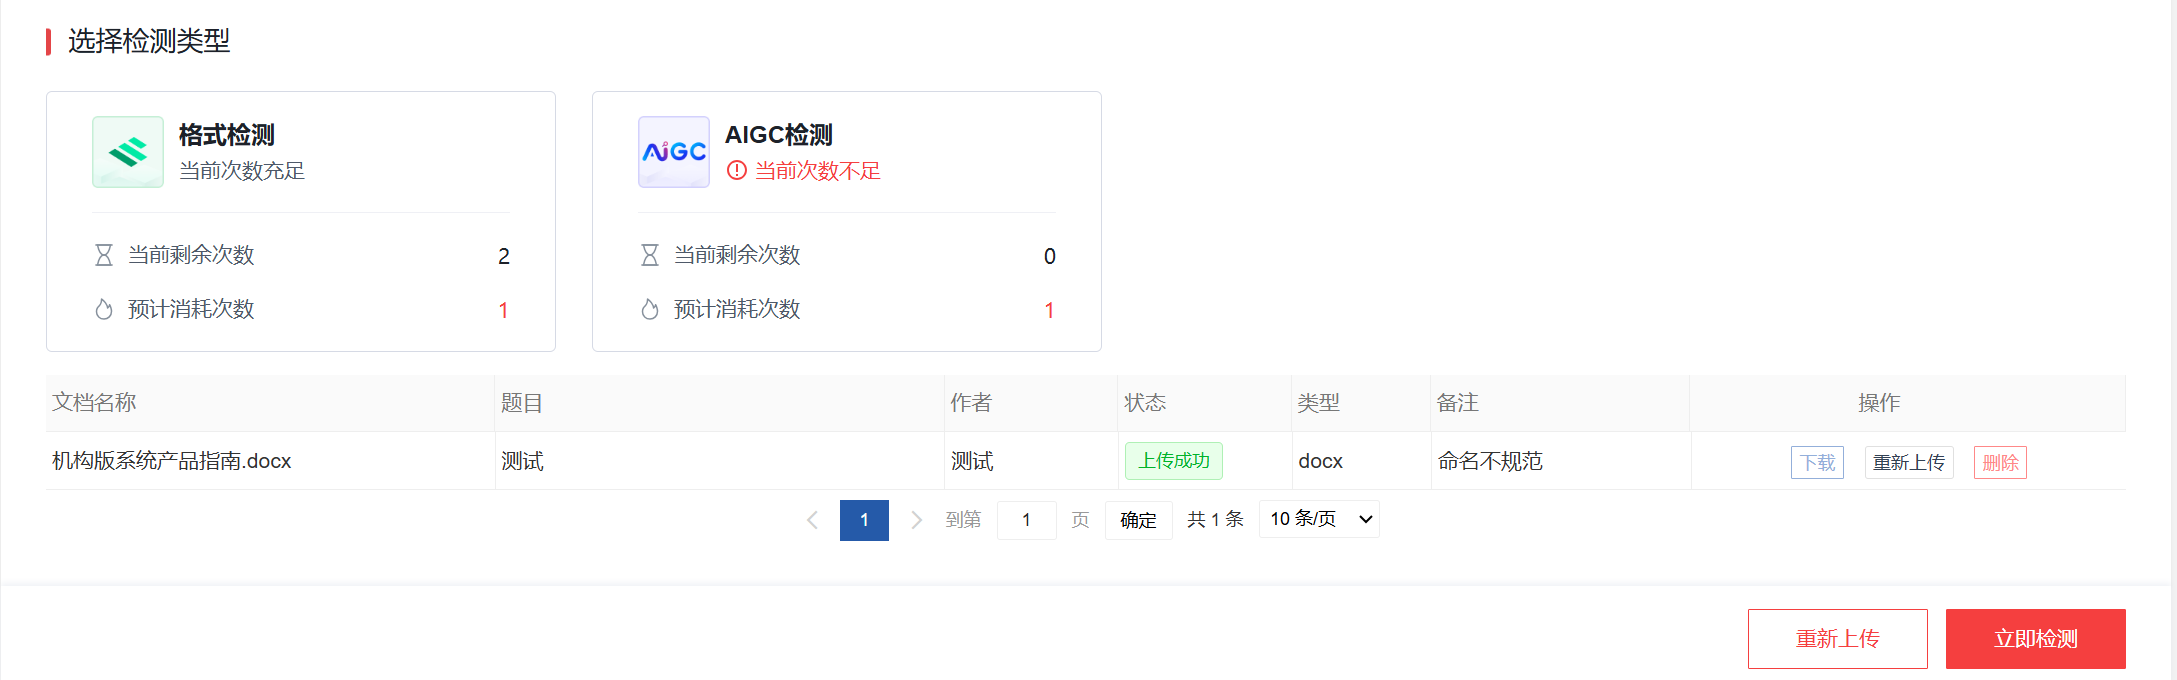 选择检测类型
格式检测
当前次数充足
当前剩余次数 2
预计消耗次数 1
AIGC
AIGC检测
当前次数不足
当前剩余次数 0
预计消耗次数 1
文档名称 题目 作者 状态 类型 备注 操作
机构版系统产品指南.docx 测试 测试 上传成功 docx 命名不规范 下载 重新上传 删除
1 到第 1 页 确定 共 1 条 10 条/页
重新上传 立即检测